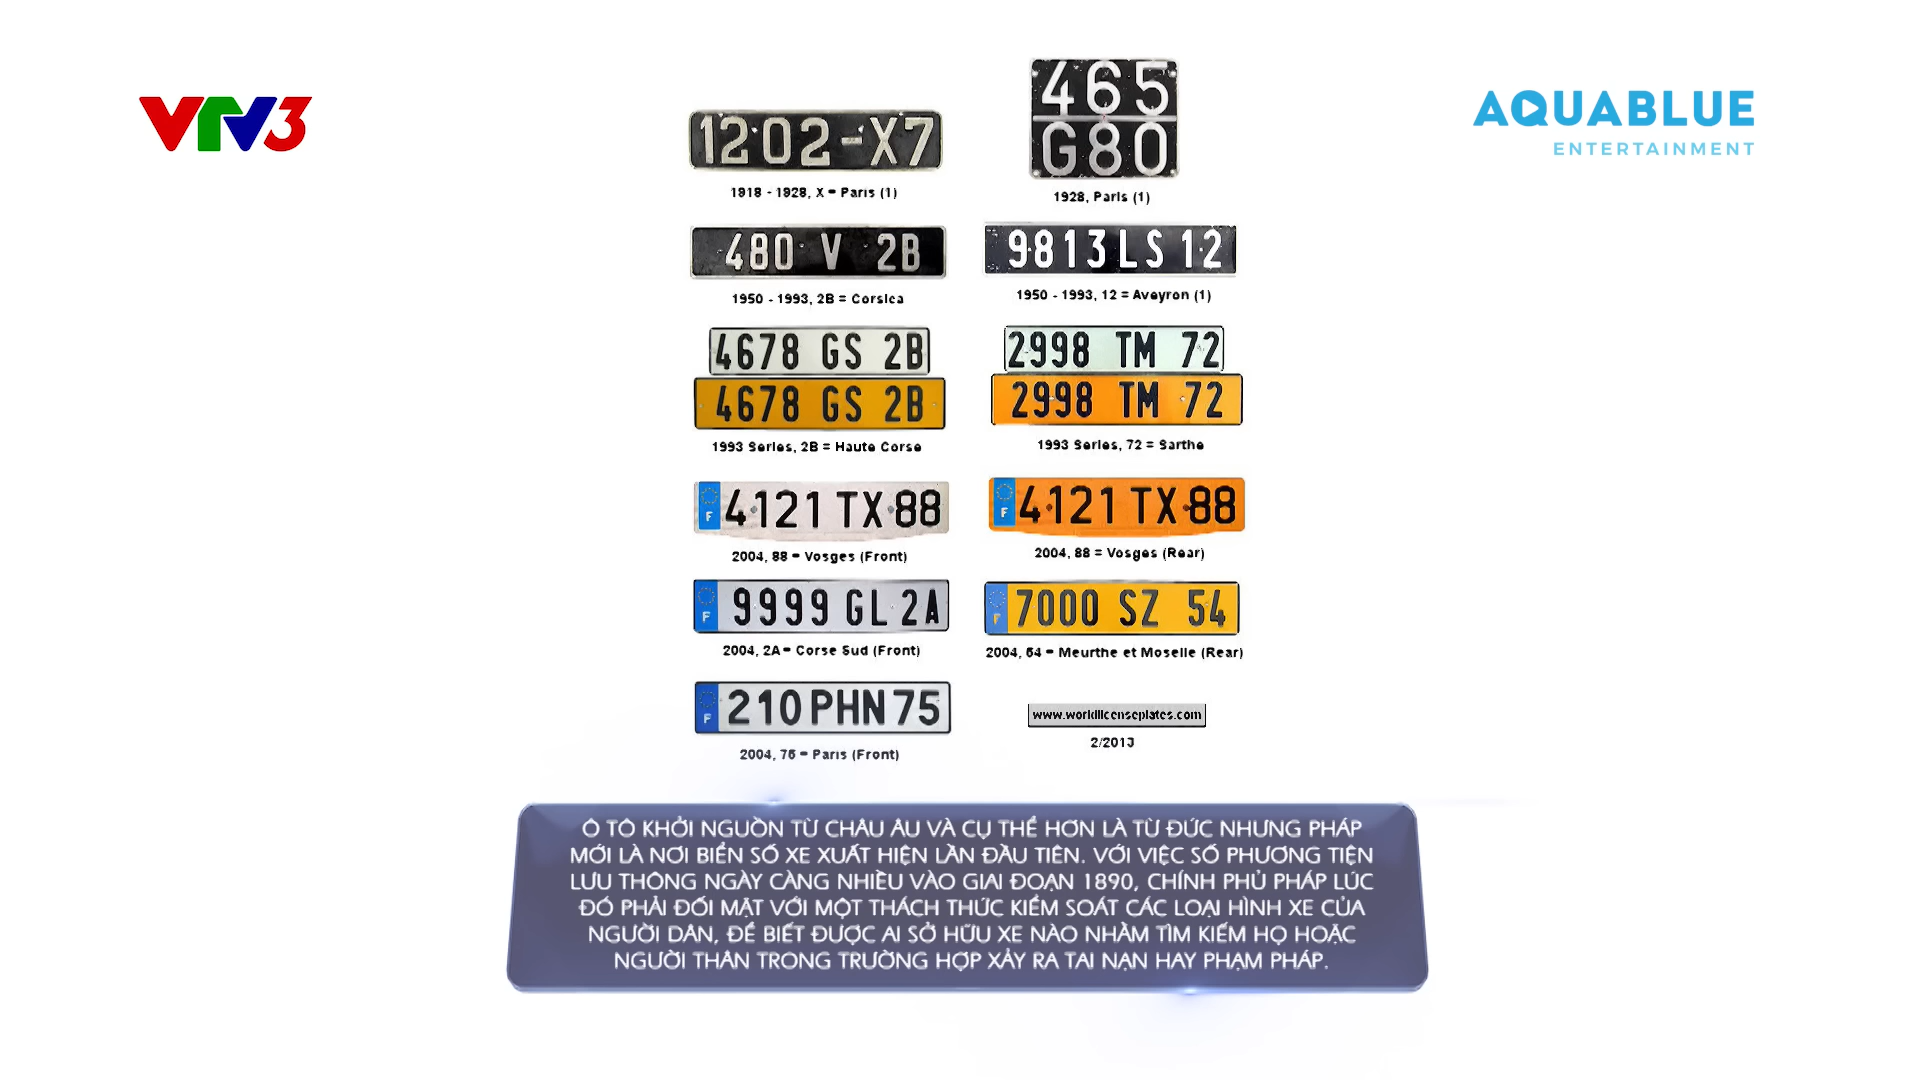 VTV3
AQUABLUE
ENTERTAINMENT
1202-X7
1918 - 1928, X = Paris (1)
465
G80
1928, Paris (1)
480 V 2B
1950 - 1993, 2B = Corsica
9813 LS 12
1950 - 1993, 12 = Aveyron (1)
4678 GS 2B
4678 GS 2B
1993 Series, 2B = Haute Corse
2998 TM 72
2998 TM 72
1993 Series, 72 = Sarthe
F 4121 TX 88
2004, 88 = Vosges (Front)
F 4121 TX 88
2004, 88 = Vosges (Rear)
F 9999 GL 2A
2004, 2A = Corse Sud (Front)
F 7000 SZ 54
2004, 54 = Meurthe et Moselle (Rear)
F 210 PHN 75
2004, 75 = Paris (Front)
www.worldlicenseplates.com
2/2013
Ô TÔ KHỞI NGUỒN TỪ CHÂU ÂU VÀ CỤ THỂ HƠN LÀ TỪ ĐỨC NHƯNG PHÁP
MỚI LÀ NƠI BIỂN SỐ XE XUẤT HIỆN LẦN ĐẦU TIÊN. VỚI VIỆC SỐ PHƯƠNG TIỆN
LƯU THÔNG NGÀY CÀNG NHIỀU VÀO GIAI ĐOẠN 1890, CHÍNH PHỦ PHÁP LÚC
ĐÓ PHẢI ĐỐI MẶT VỚI MỘT THÁCH THỨC KIỂM SOÁT CÁC LOẠI HÌNH XE CỦA
NGƯỜI DÂN, ĐỂ BIẾT ĐƯỢC AI SỞ HỮU XE NÀO NHẰM TÌM KIẾM HỌ HOẶC
NGƯỜI THÂN TRONG TRƯỜNG HỢP XẢY RA TAI NẠN HAY PHẠM PHÁP.